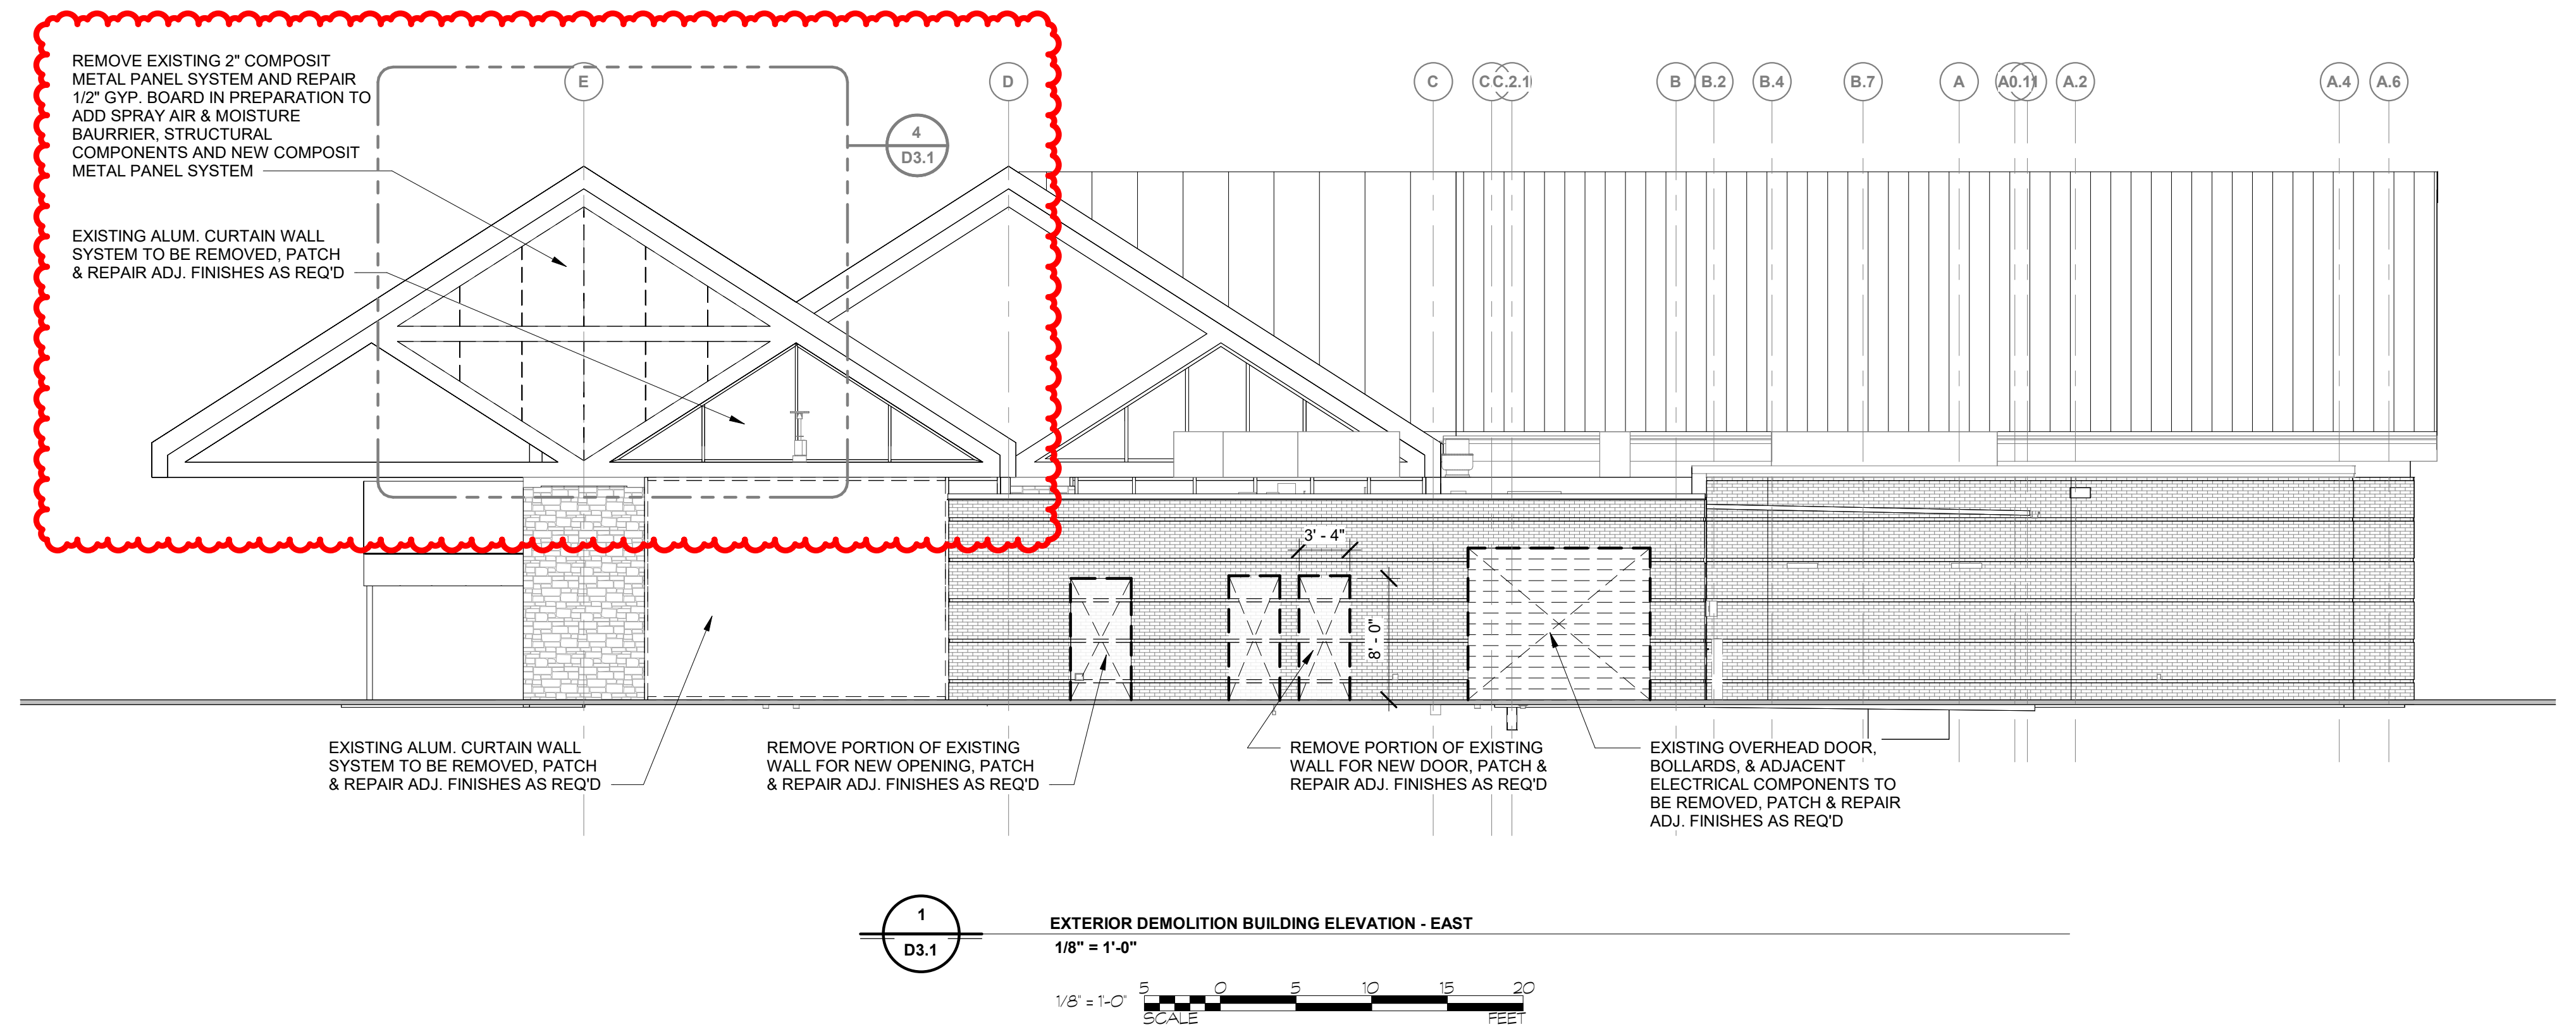 REMOVE EXISTING 2" COMPOSIT
METAL PANEL SYSTEM AND REPAIR
1/2" GYP. BOARD IN PREPARATION TO
ADD SPRAY AIR & MOISTURE
BAURRIER, STRUCTURAL
COMPONENTS AND NEW COMPOSIT
METAL PANEL SYSTEM
EXISTING ALUM. CURTAIN WALL
SYSTEM TO BE REMOVED, PATCH
& REPAIR ADJ. FINISHES AS REQ'D
E
4
D3.1
D
C
B
B.2
B.4
B.7
A
A.2
A.4
A.6
3' - 4"
8' - 0"
EXISTING ALUM. CURTAIN WALL
SYSTEM TO BE REMOVED, PATCH
& REPAIR ADJ. FINISHES AS REQ'D
REMOVE PORTION OF EXISTING
WALL FOR NEW OPENING, PATCH
& REPAIR ADJ. FINISHES AS REQ'D
REMOVE PORTION OF EXISTING
WALL FOR NEW DOOR, PATCH &
REPAIR ADJ. FINISHES AS REQ'D
EXISTING OVERHEAD DOOR,
BOLLARDS, & ADJACENT
ELECTRICAL COMPONENTS TO
BE REMOVED, PATCH & REPAIR
ADJ. FINISHES AS REQ'D
1
D3.1
EXTERIOR DEMOLITION BUILDING ELEVATION - EAST
1/8" = 1'-0"
1/8" = 1'-0"
5 0 5 10 15 20
SCALE FEET